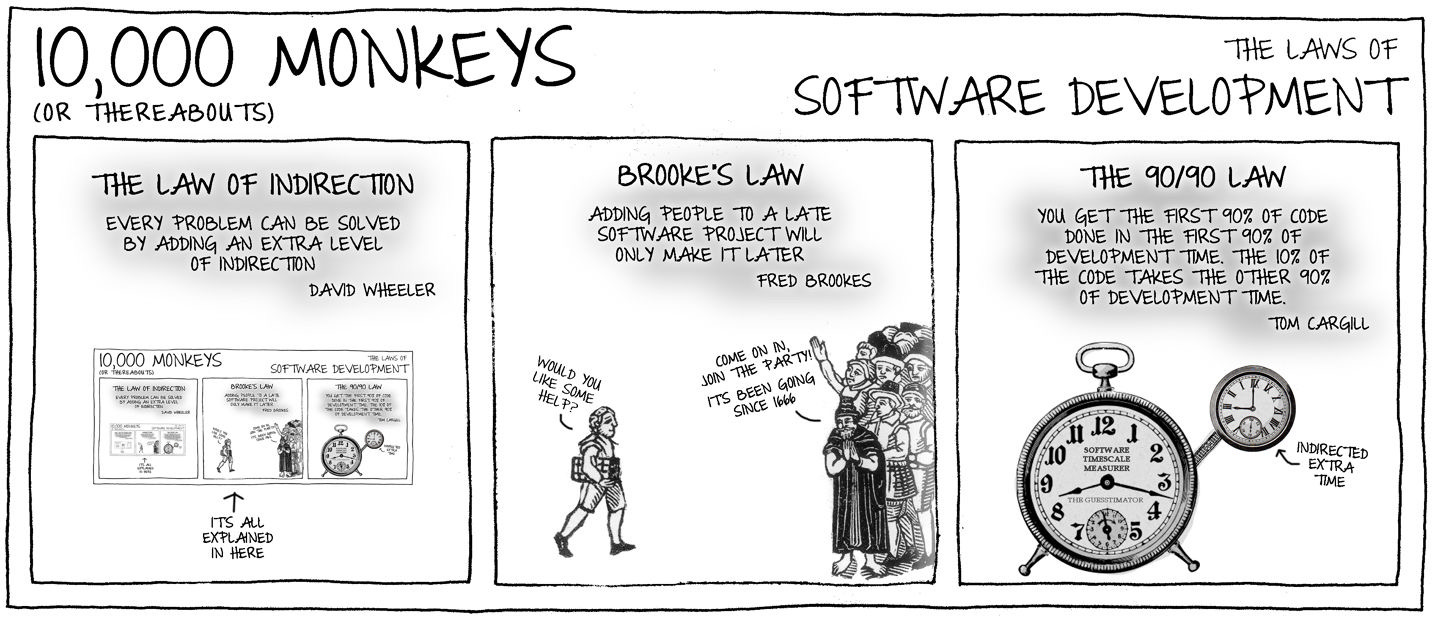 10,000 MONKEYS
(OR THEREABOUTS)
THE LAWS OF
SOFTWARE DEVELOPMENT
THE LAW OF INDIRECTION
EVERY PROBLEM CAN BE SOLVED
BY ADDING AN EXTRA LEVEL
OF INDIRECTION
DAVID WHEELER
10,000 MONKEYS
(OR THEREABOUTS)
THE LAWS OF
SOFTWARE DEVELOPMENT
THE LAW OF INDIRECTION
EVERY PROBLEM CAN BE SOLVED
BY ADDING AN EXTRA LEVEL
OF INDIRECTION
DAVID WHEELER
ITS ALL
EXPLAINED
IN HERE
BROOKE'S LAW
ADDING PEOPLE TO A LATE
SOFTWARE PROJECT WILL
ONLY MAKE IT LATER
FRED BROOKES
THE 90/90 LAW
YOU GET THE FIRST 90% OF CODE
DONE IN THE FIRST 90% OF
DEVELOPMENT TIME. THE 10% OF
THE CODE TAKES THE OTHER 90%
OF DEVELOPMENT TIME.
TOM CARGILL
ITS ALL
EXPLAINED
IN HERE
BROOKE'S LAW
ADDING PEOPLE TO A LATE
SOFTWARE PROJECT WILL
ONLY MAKE IT LATER
FRED BROOKES
WOULD YOU
LIKE SOME
HELP?
COME ON IN,
JOIN THE PARTY!
IT'S BEEN GOING
SINCE 1666
THE 90/90 LAW
YOU GET THE FIRST 90% OF CODE
DONE IN THE FIRST 90% OF
DEVELOPMENT TIME. THE 10% OF
THE CODE TAKES THE OTHER 90%
OF DEVELOPMENT TIME.
TOM CARGILL
11 12 1
10 2
9 3
8 4
7 5
SOFTWARE
TIMESCALE
MEASURER
THE GUESSTIMATOR
INDIRECTED
EXTRA
TIME